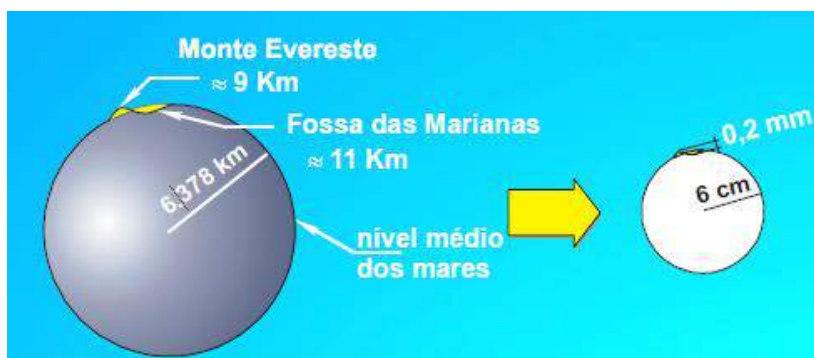 Monte Evereste
≈ 9 Km
Fossa das Marianas
≈ 11 Km
6,378 km
nível médio
dos mares
0,2 mm
6 cm